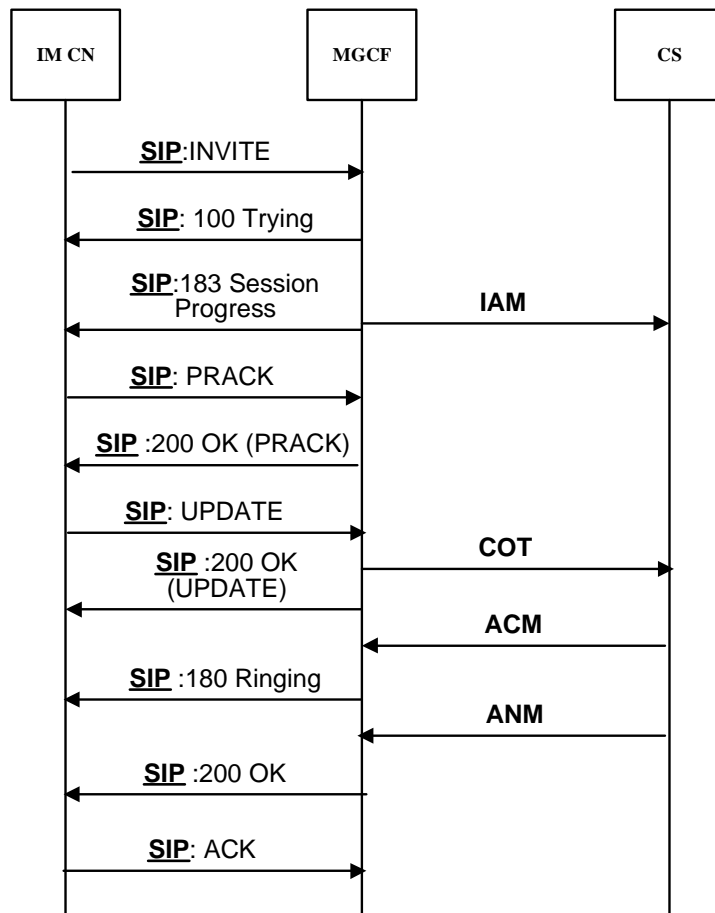 IM CN
MGCF
CS
SIP:INVITE
SIP: 100 Trying
SIP:183 Session
Progress
IAM
SIP: PRACK
SIP :200 OK (PRACK)
SIP: UPDATE
COT
SIP :200 OK
(UPDATE)
ACM
SIP :180 Ringing
ANM
SIP :200 OK
SIP: ACK